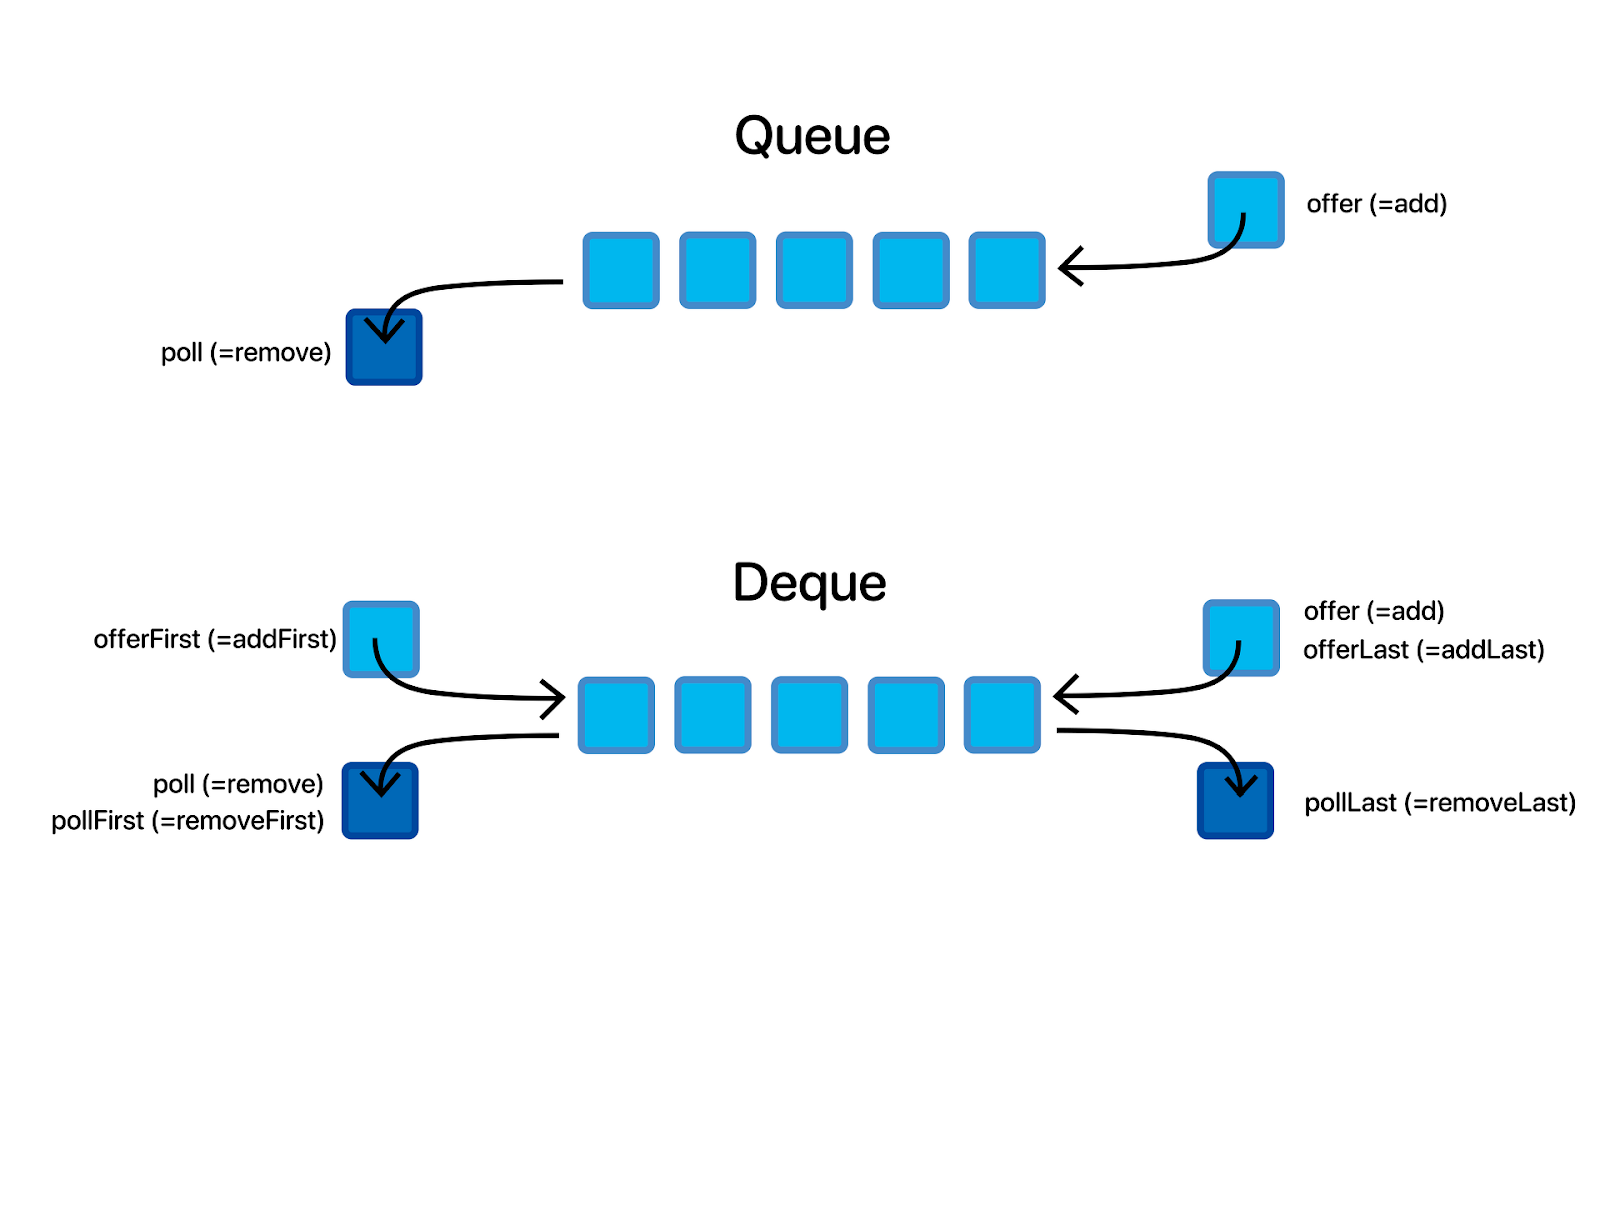 Queue
offer (=add)
poll (=remove)
Deque
offerFirst (=addFirst)
offer (=add)
offerLast (=addLast)
poll (=remove)
pollFirst (=removeFirst)
pollLast (=removeLast)